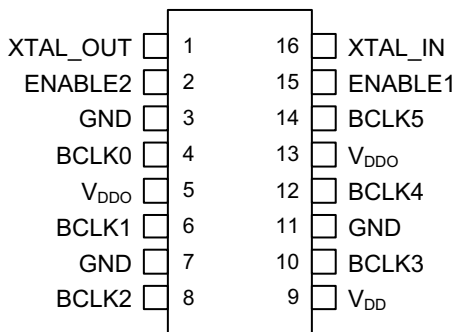 XTAL_OUT 1 16 XTAL_IN
ENABLE2 2 15 ENABLE1
GND 3 14 BCLK5
BCLK0 4 13 VDDO
VDDO 5 12 BCLK4
BCLK1 6 11 GND
GND 7 10 BCLK3
BCLK2 8 9 VDD